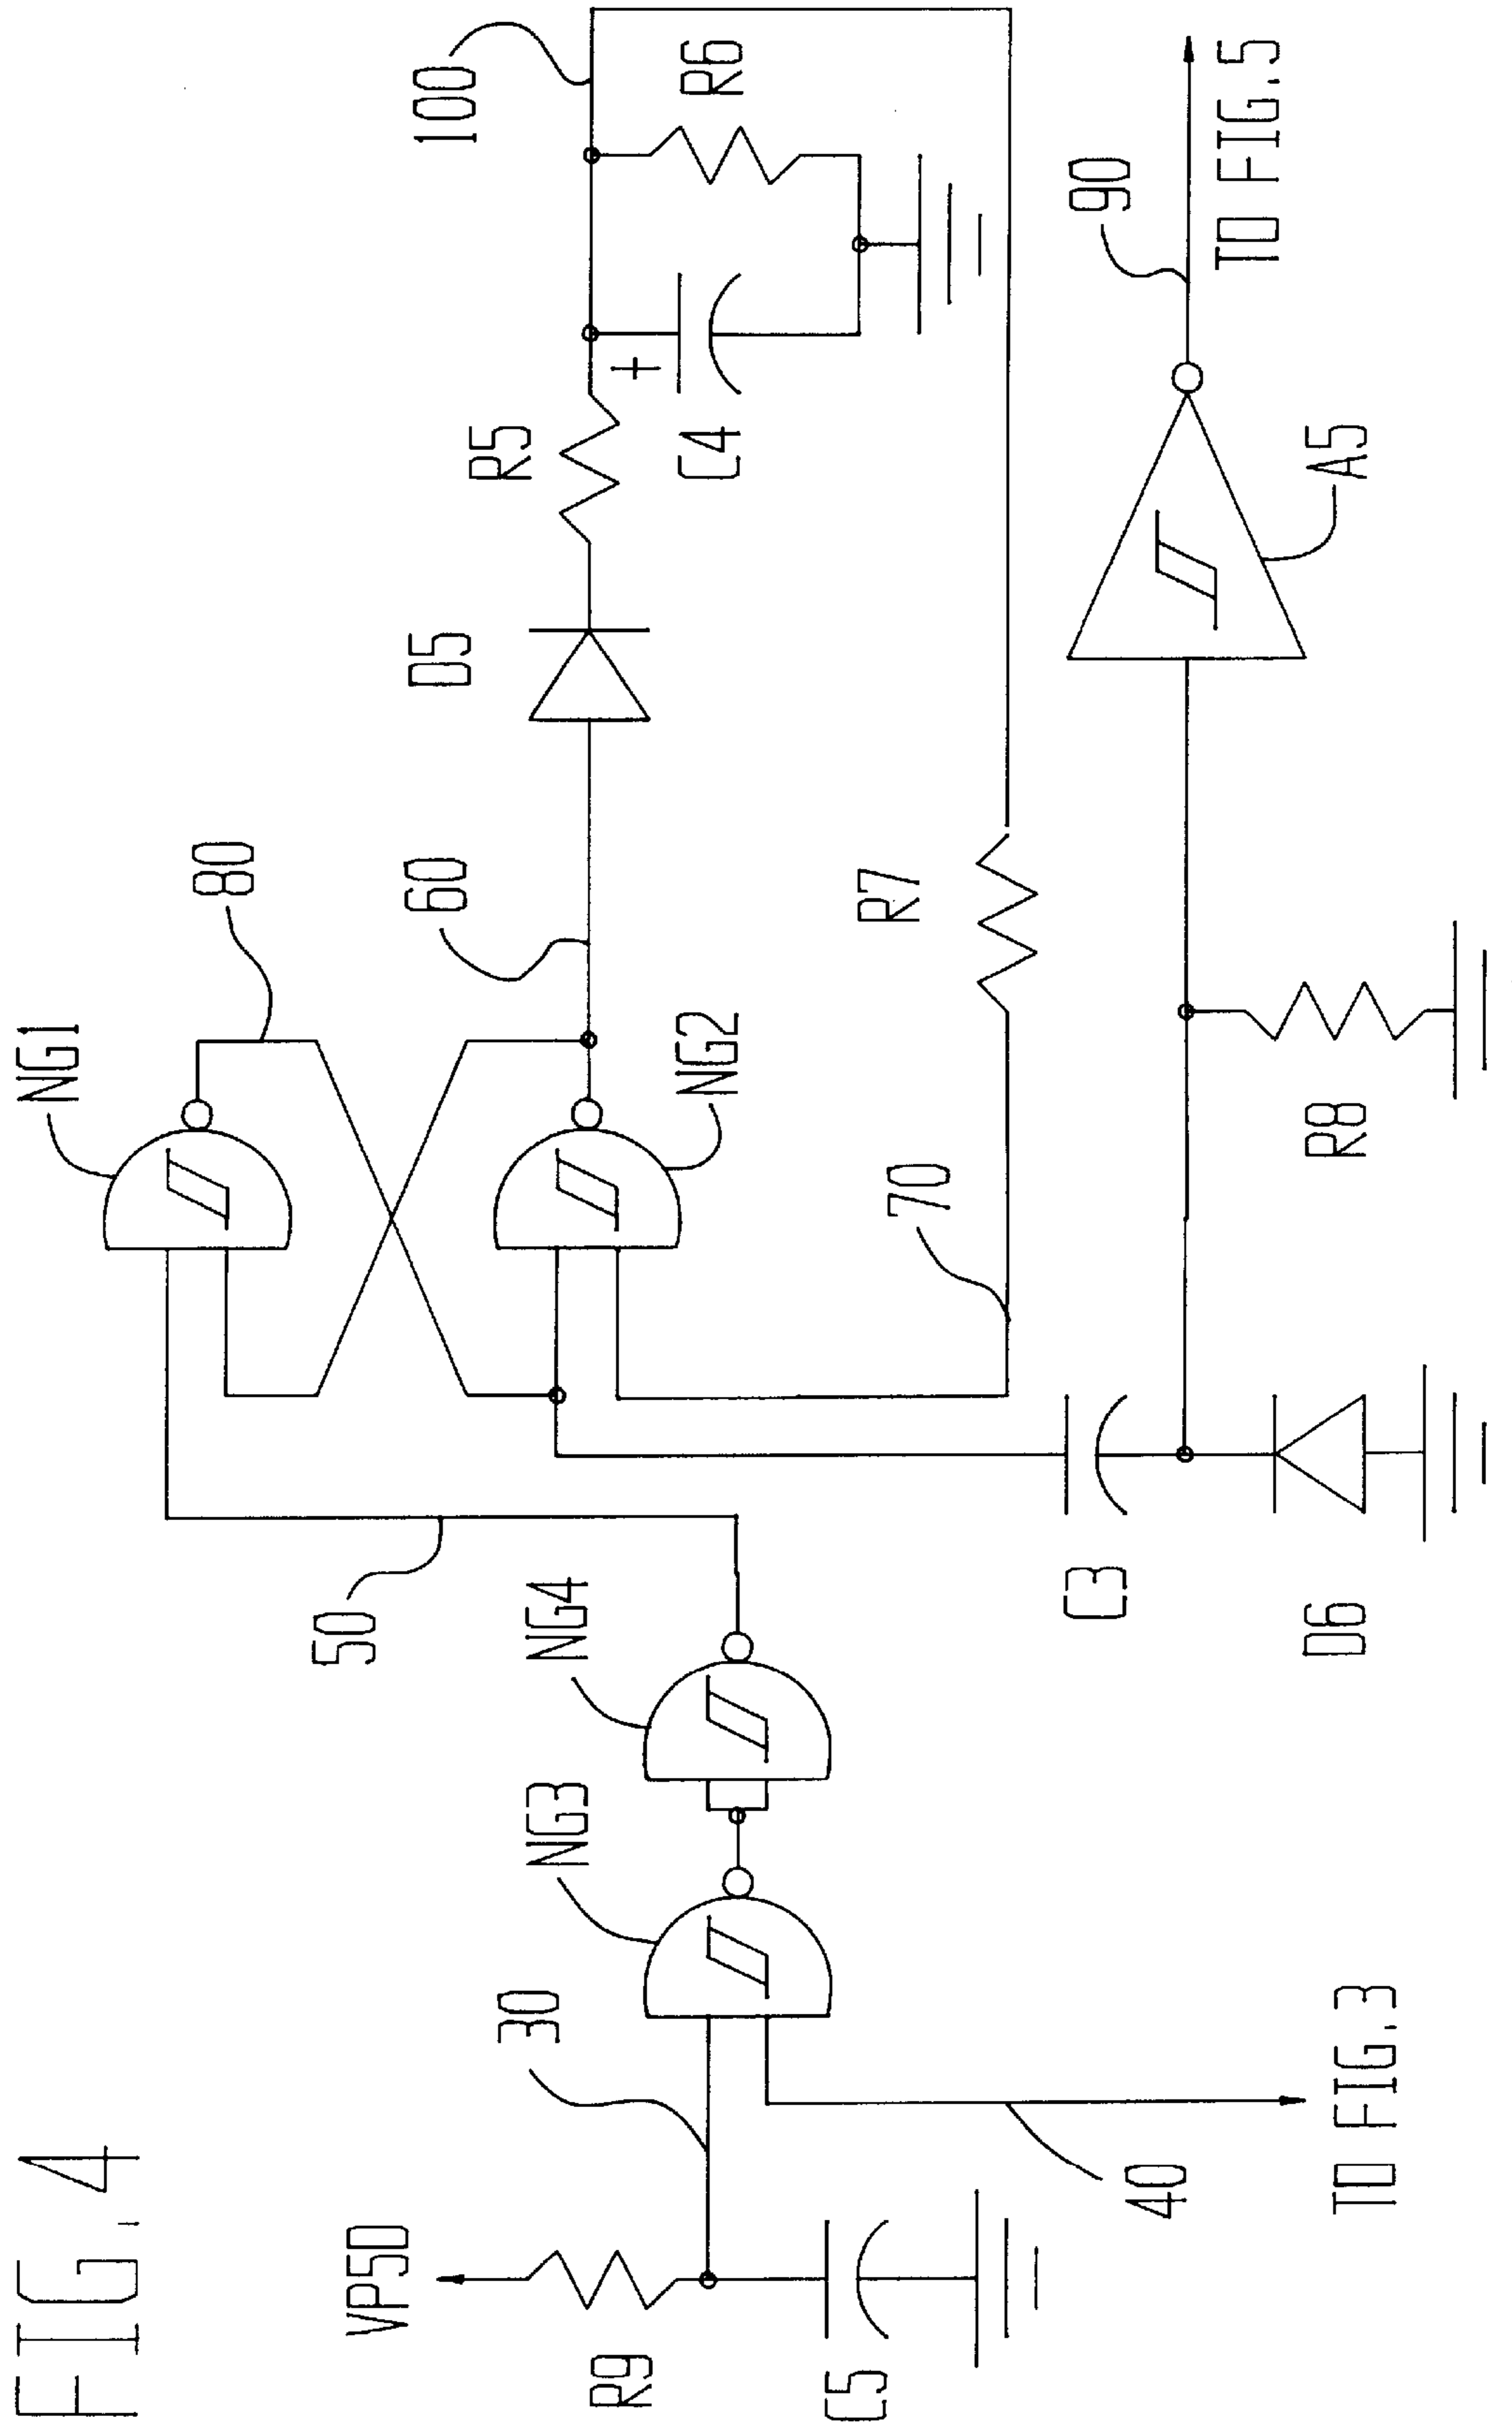 FIG. 4
VP5D
R9
C5
30
40
TO FIG.3
NG3
NG4
50
NG1
80
NG2
60
70
C3
D6
R8
R7
D5
R5
+
C4
R6
100
A5
90
TO FIG.5